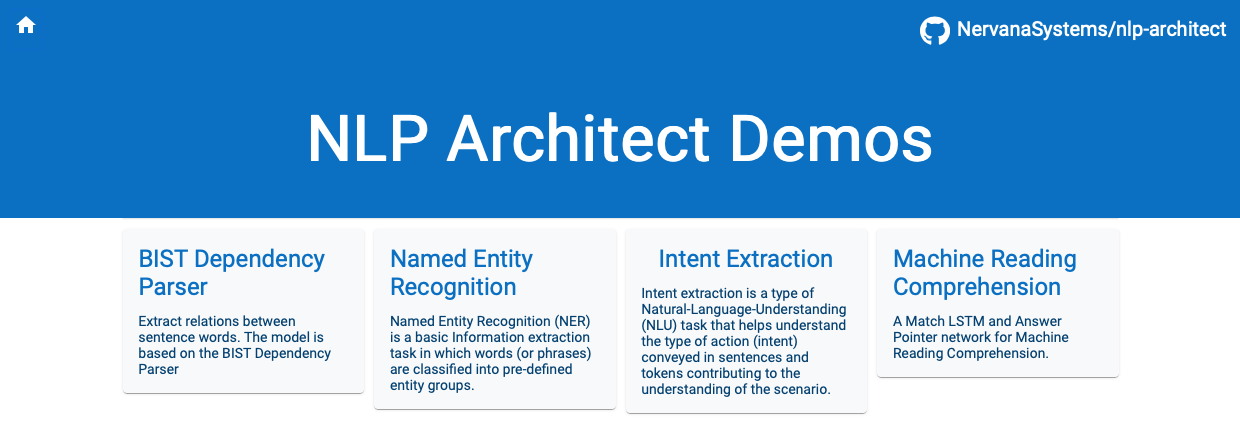 NervanaSystems/nlp-architect
NLP Architect Demos
BIST Dependency
Parser
Extract relations between
sentence words. The model is
based on the BIST Dependency
Parser
Named Entity
Recognition
Named Entity Recognition (NER)
is a basic Information extraction
task in which words (or phrases)
are classified into pre-defined
entity groups.
Intent Extraction
Intent extraction is a type of
Natural-Language-Understanding
(NLU) task that helps understand
the type of action (intent)
conveyed in sentences and
tokens contributing to the
understanding of the scenario.
Machine Reading
Comprehension
A Match LSTM and Answer
Pointer network for Machine
Reading Comprehension.